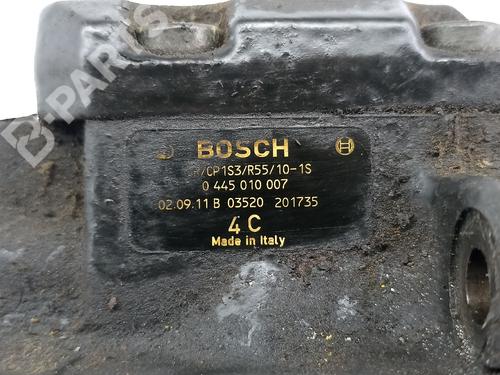 B-PARTS
BOSCH
/CP1S3/R55/10-1S
0 445 010 007
02.09.11 B 03520 201735
4 C
Made in Italy